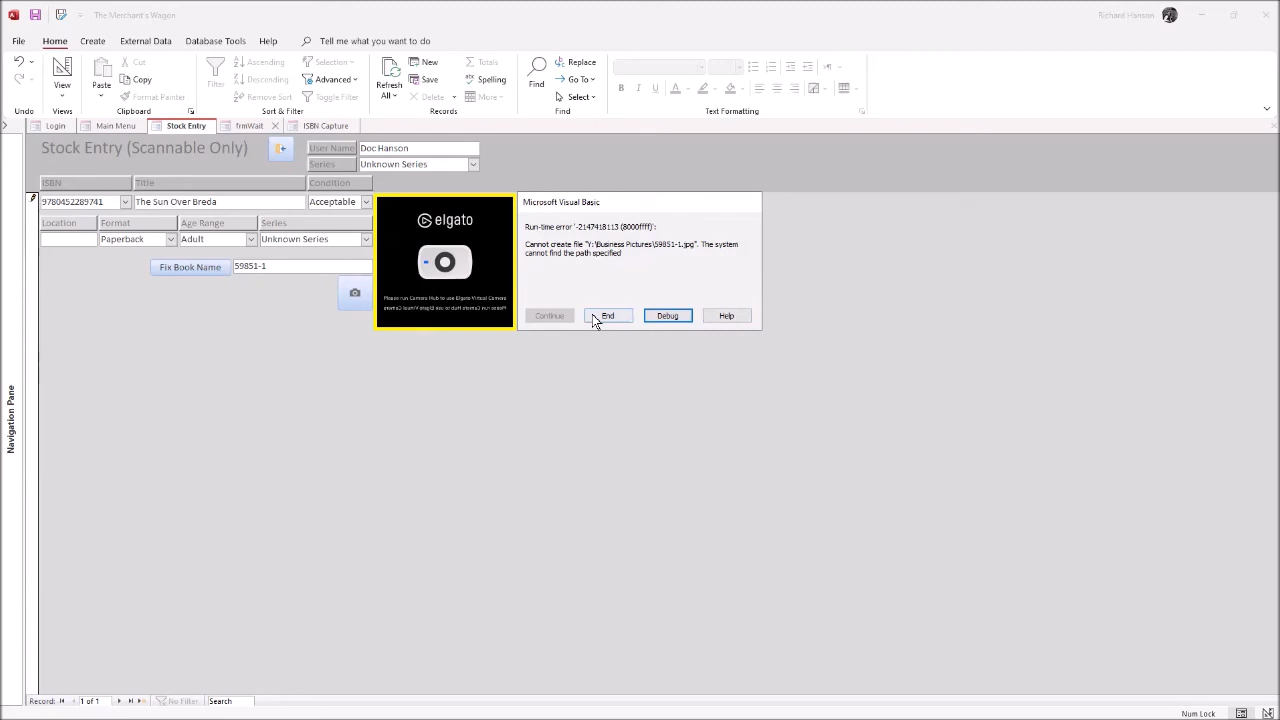 The Merchant's Wagon
Richard Hanson
File Home Create External Data Database Tools Help Tell me what you want to do
View
Undo
Paste
Cut
Copy
Format Painter
Clipboard
Filter
Ascending
Descending
Remove Sort
Selection
Advanced
Toggle Filter
Sort & Filter
Refresh
All
New
Save
Delete
Totals
Spelling
More
Records
Find
Replace
Go To
Select
Find
B I U
A
Text Formatting
Login Main Menu Stock Entry frmWait ISBN Capture
Stock Entry (Scannable Only)
User Name Doc Hanson
Series Unknown Series
ISBN Title Condition
9780452289741 The Sun Over Breda Acceptable
Location Format Age Range Series
Paperback Adult Unknown Series
Fix Book Name 59851-1
elgato
Please run Camera Hub to use Elgato Virtual Camera
Microsoft Visual Basic
Run-time error '-2147418113 (8000ffff)':
Cannot create file "Y:\Business Pictures\59851-1.jpg". The system
cannot find the path specified
Continue End Debug Help
Navigation Pane
Record: 1 of 1 No Filter Search
Num Lock